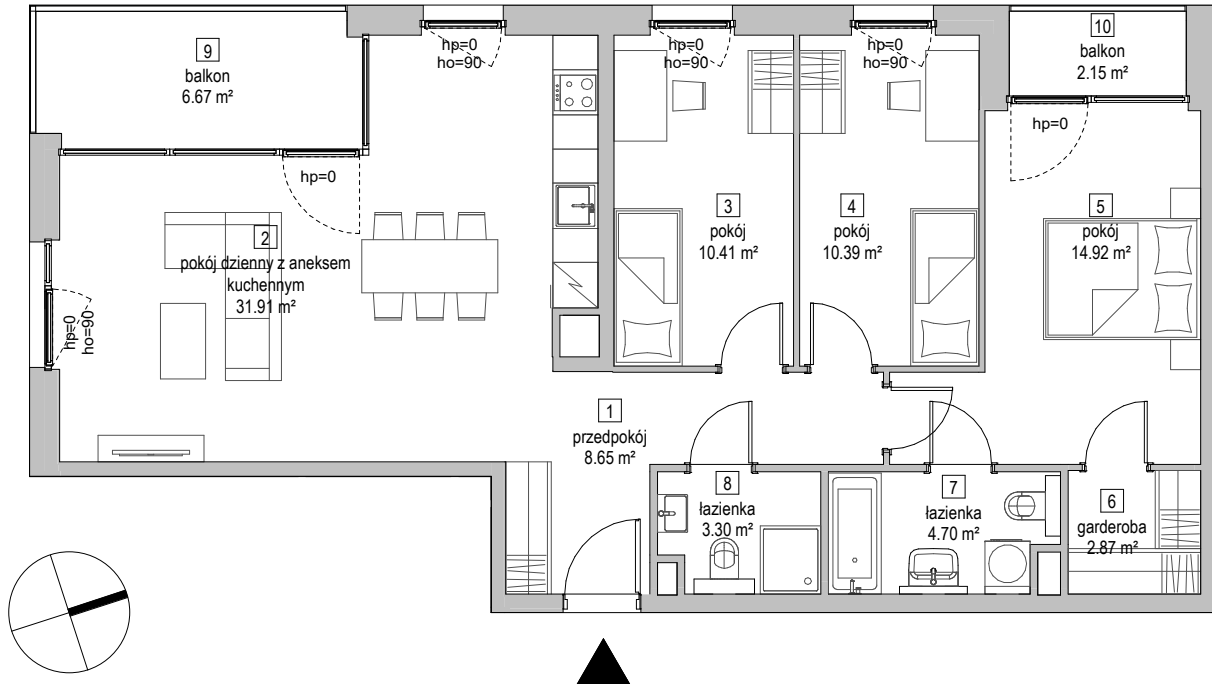 9
balkon
6.67 m²
hp=0
ho=90
hp=0
ho=90
hp=0
ho=90
10
balkon
2.15 m²
hp=0
hp=0
2
pokój dzienny z aneksem
kuchennym
31.91 m²
hp=0
ho=90
3
pokój
10.41 m²
4
pokój
10.39 m²
5
pokój
14.92 m²
1
przedpokój
8.65 m²
8
łazienka
3.30 m²
7
łazienka
4.70 m²
6
garderoba
2.87 m²